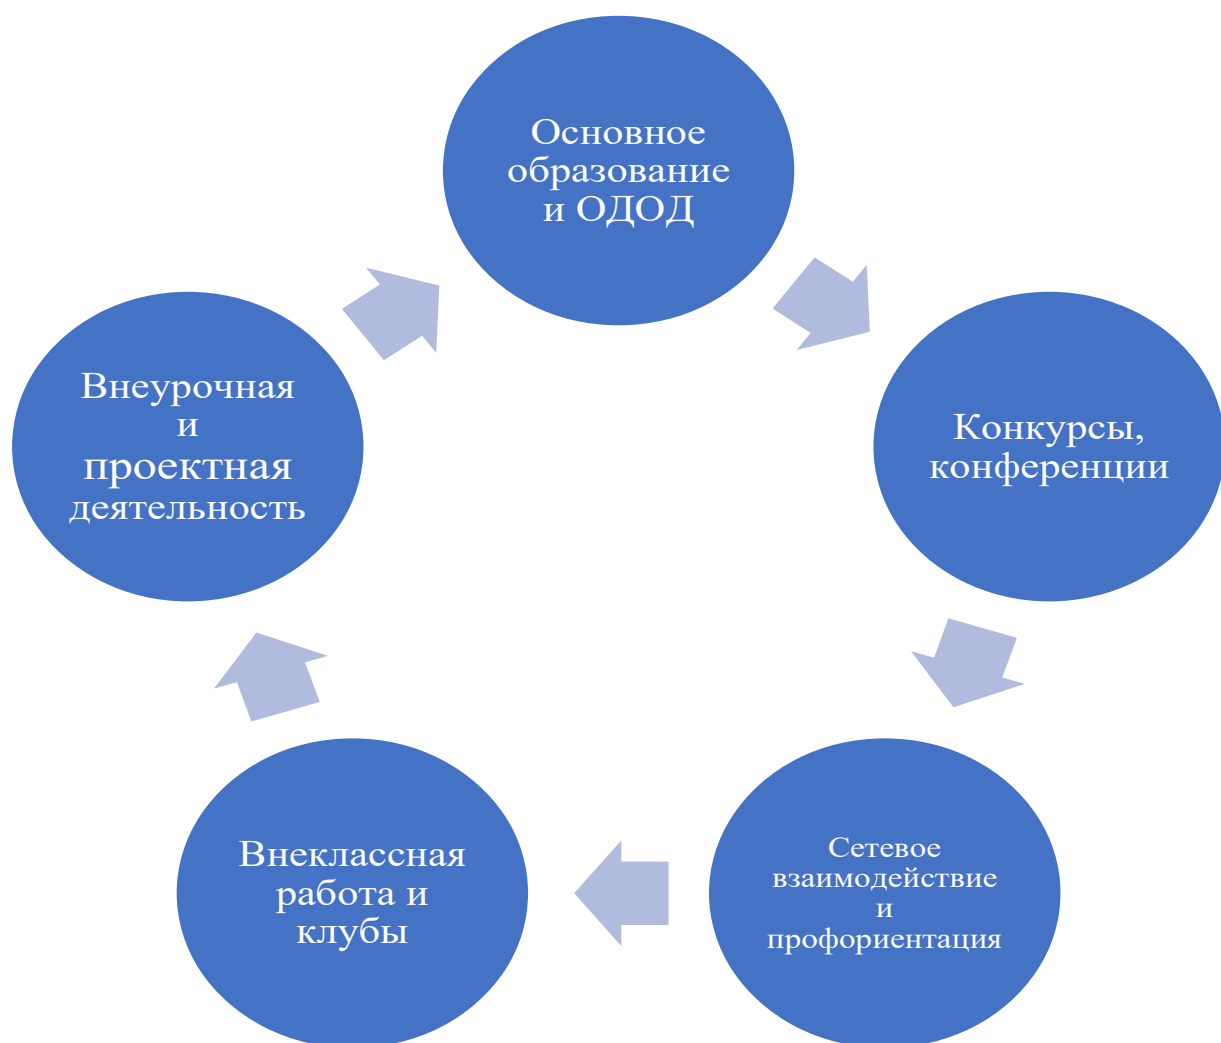 Основное
образование
и ОДОД
Конкурсы,
конференции
Сетевое
взаимодействие
и
профориентация
Внеклассная
работа и
клубы
Внеурочная
и
проектная
деятельность